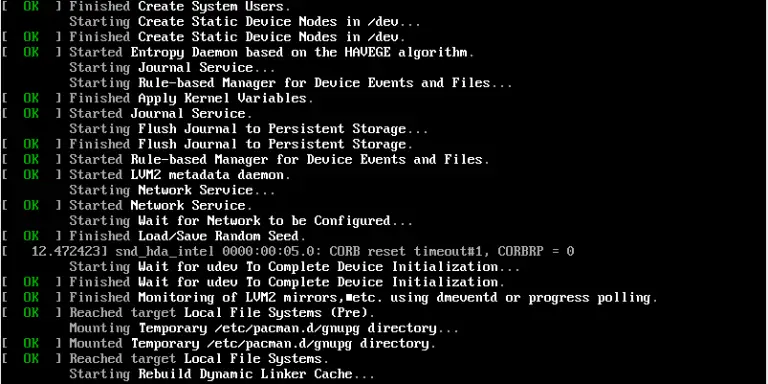 [  OK  ] Finished Create System Users.
         Starting Create Static Device Nodes in /dev...
[  OK  ] Finished Create Static Device Nodes in /dev.
[  OK  ] Started Entropy Daemon based on the HAVEGE algorithm.
         Starting Journal Service...
         Starting Rule-based Manager for Device Events and Files...
[  OK  ] Finished Apply Kernel Variables.
[  OK  ] Started Journal Service.
         Starting Flush Journal to Persistent Storage...
[  OK  ] Finished Flush Journal to Persistent Storage.
[  OK  ] Started Rule-based Manager for Device Events and Files.
[  OK  ] Started LVM2 metadata daemon.
         Starting Network Service...
[  OK  ] Started Network Service.
         Starting Wait for Network to be Configured...
[  OK  ] Finished Load/Save Random Seed.
[   12.472423] snd_hda_intel 0000:00:05.0: CORB reset timeout#1, CORBRP = 0
         Starting Wait for udev To Complete Device Initialization...
[  OK  ] Finished Wait for udev To Complete Device Initialization.
[  OK  ] Finished Monitoring of LVM2 mirrors,■etc. using dmeventd or progress polling.
[  OK  ] Reached target Local File Systems (Pre).
         Mounting Temporary /etc/pacman.d/gnupg directory...
[  OK  ] Mounted Temporary /etc/pacman.d/gnupg directory.
[  OK  ] Reached target Local File Systems.
         Starting Rebuild Dynamic Linker Cache...